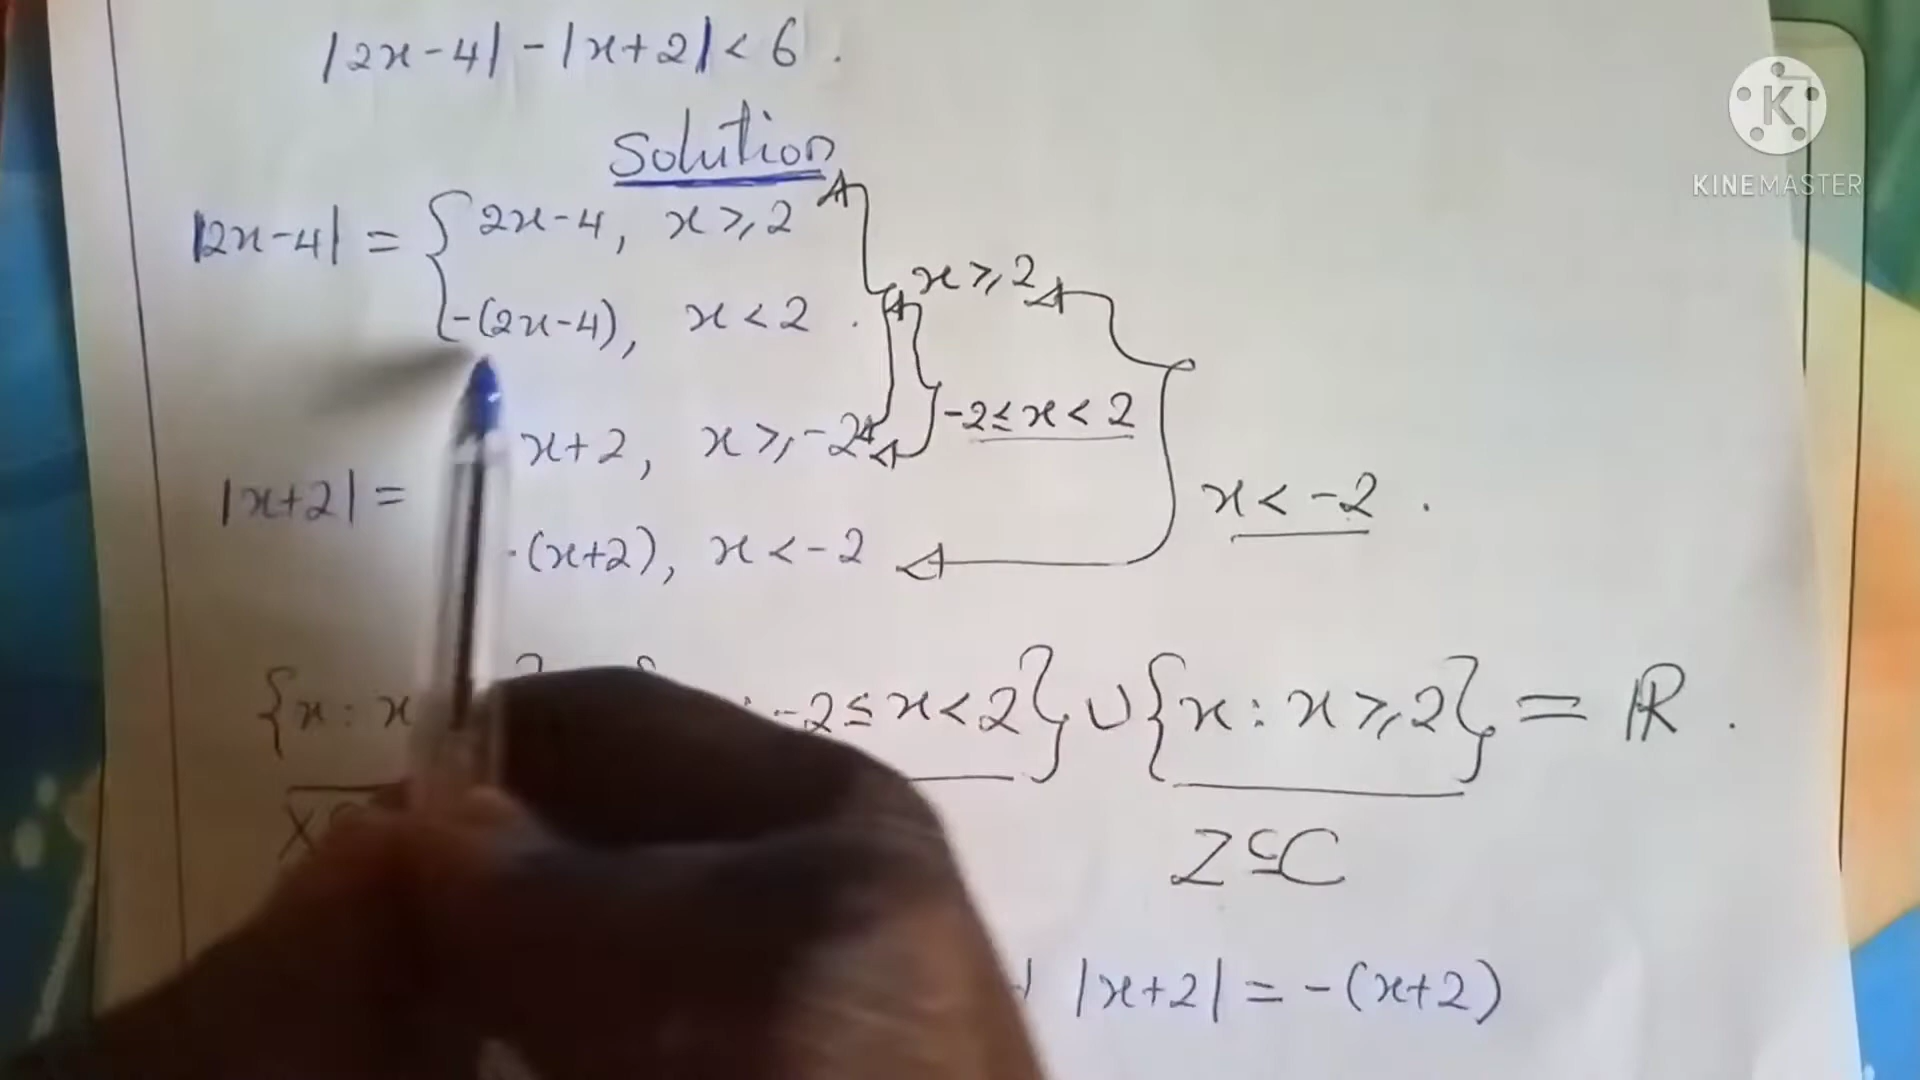 |2x-4| - |x+2| < 6 .
Solution
|2x-4| = { 2x-4, x ≥ 2
-(2x-4), x < 2 .
x ≥ 2
-2 ≤ x < 2
|x+2| = x+2, x ≥ -2
-(x+2), x < -2
x < -2 .
{x : x : -2 ≤ x < 2} ∪ {x : x ≥ 2} = ℝ .
Z ⊆ C
|x+2| = -(x+2)
K
KINEMASTER